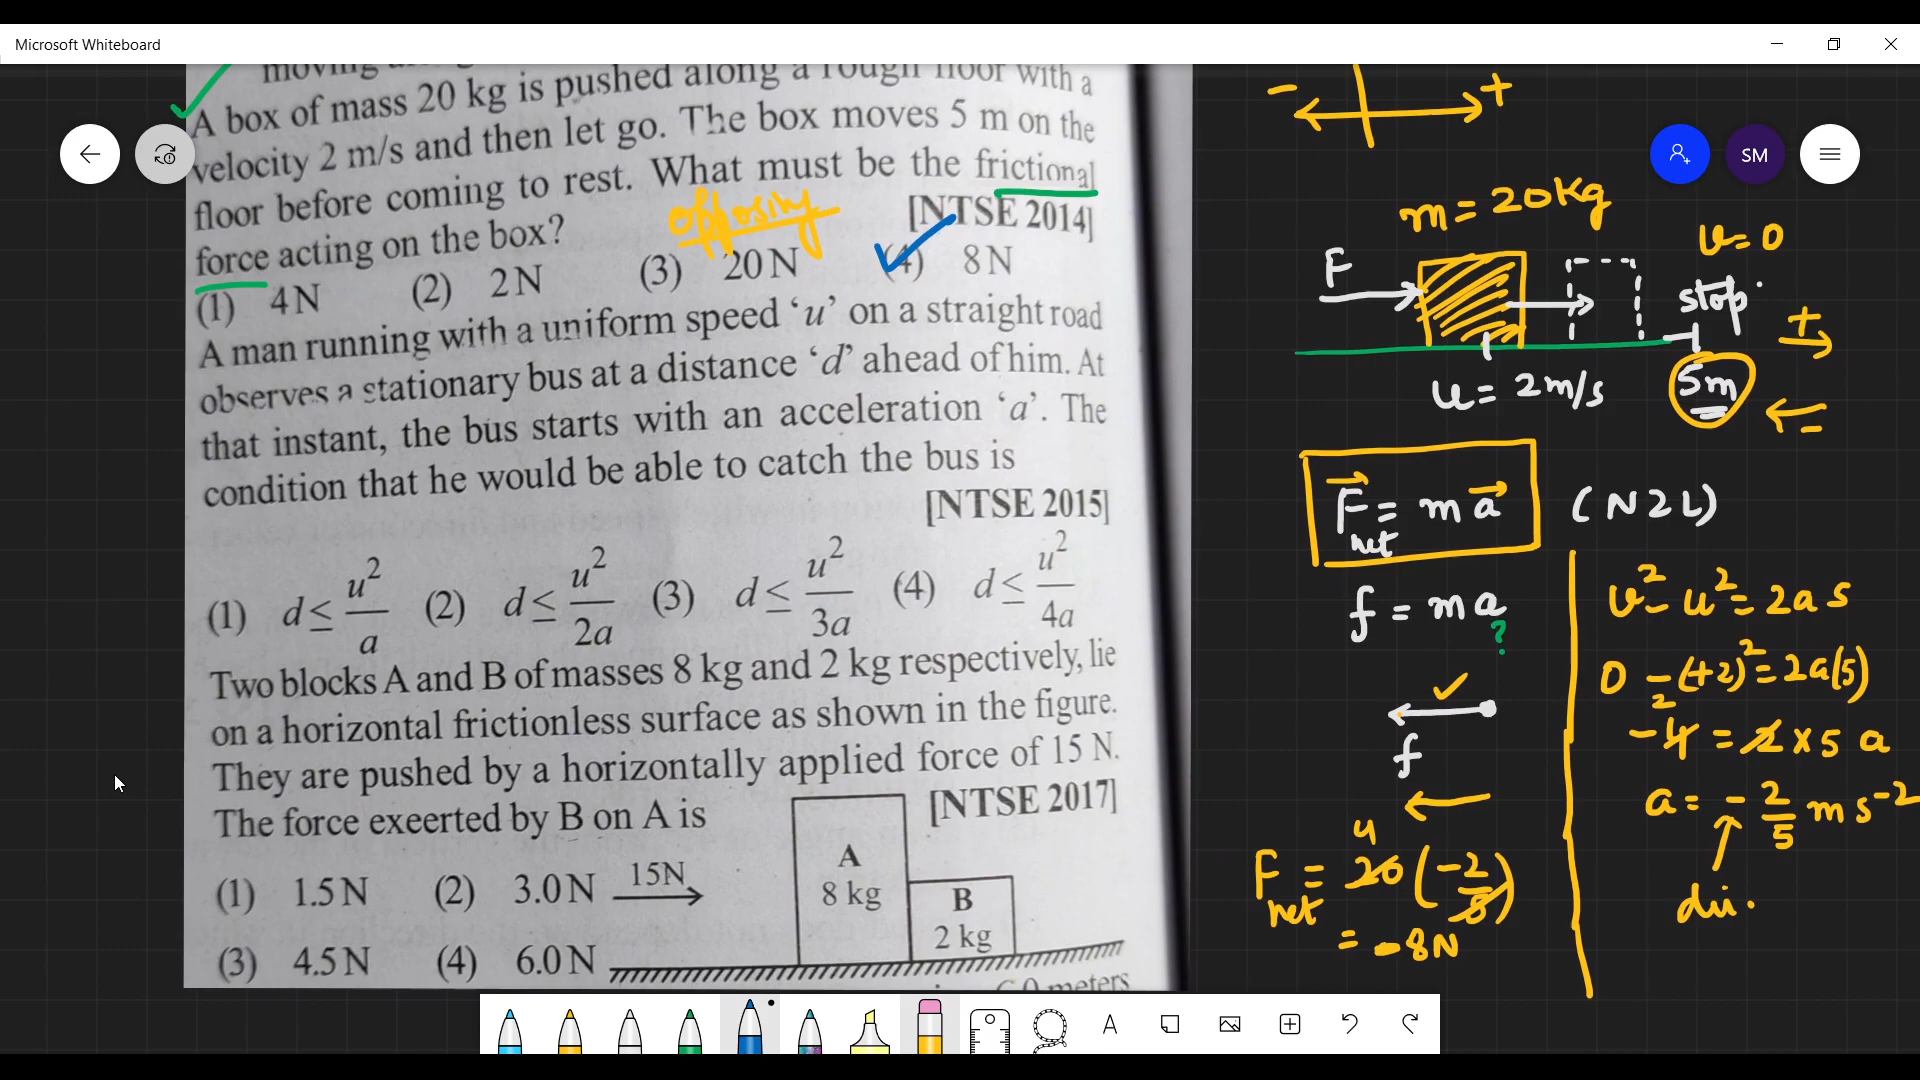 Microsoft Whiteboard
A box of mass 20 kg is pushed along a rough floor with a
velocity 2 m/s and then let go. The box moves 5 m on the
floor before coming to rest. What must be the frictional
force acting on the box? [NTSE 2014]
opposing
(1) 4 N (2) 2 N (3) 20 N (4) 8 N
A man running with a uniform speed ‘u’ on a straight road
observes a stationary bus at a distance ‘d’ ahead of him. At
that instant, the bus starts with an acceleration ‘a’. The
condition that he would be able to catch the bus is
[NTSE 2015]
(1) d ≤ u²/a (2) d ≤ u²/2a (3) d ≤ u²/3a (4) d ≤ u²/4a
Two blocks A and B of masses 8 kg and 2 kg respectively, lie
on a horizontal frictionless surface as shown in the figure.
They are pushed by a horizontally applied force of 15 N.
The force exeerted by B on A is [NTSE 2017]
(1) 1.5 N (2) 3.0 N
(3) 4.5 N (4) 6.0 N
15N
A
8 kg
B
2 kg
meters
SM
- +
m = 20kg
v = 0
F
stop
+
u = 2m/s
5m
-
F net = m a (N2L)
f = m a
?
f
F net = 20 (-2/5)
4
= -8N
v² - u² = 2as
0 - (+2)² = 2a(5)
2
-4 = 2 x 5 a
a = - 2/5 m s⁻²
dir.
A